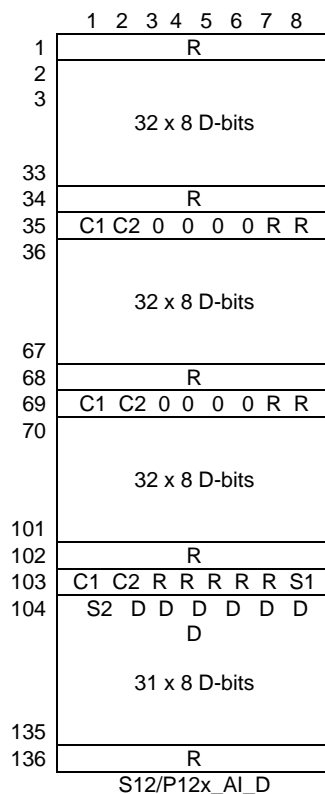 1 2 3 4 5 6 7 8
1 R
2
3
32 x 8 D-bits
33
34 R
35 C1 C2 0 0 0 0 R R
36
32 x 8 D-bits
67
68 R
69 C1 C2 0 0 0 0 R R
70
32 x 8 D-bits
101
102 R
103 C1 C2 R R R R R S1
104 S2 D D D D D D
D
31 x 8 D-bits
135
136 R
S12/P12x_AI_D